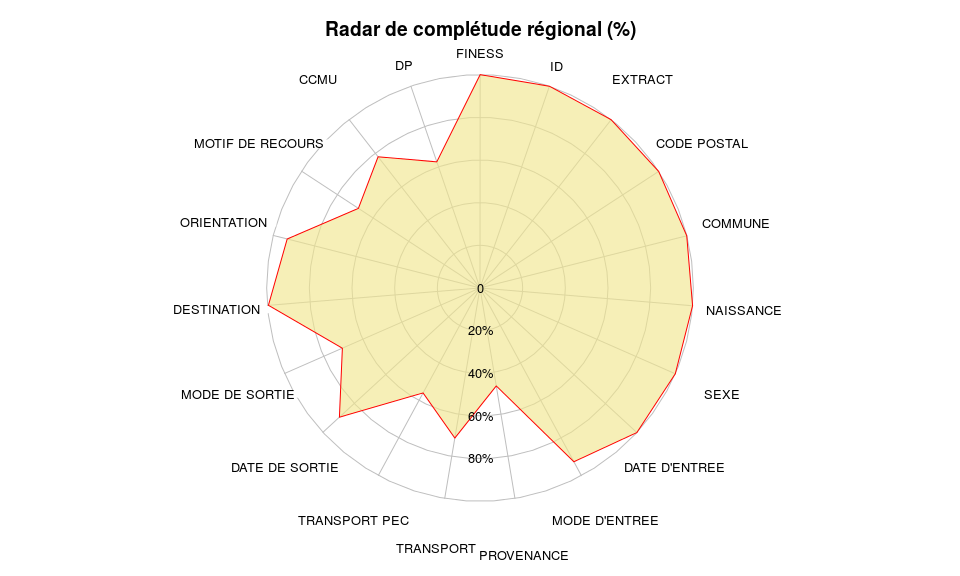 Radar de complétude régional (%)
FINESS
DP
ID
CCMU
EXTRACT
MOTIF DE RECOURS
CODE POSTAL
ORIENTATION
COMMUNE
0
DESTINATION
NAISSANCE
20%
40%
MODE DE SORTIE
SEXE
60%
80%
DATE DE SORTIE
DATE D'ENTREE
TRANSPORT PEC
MODE D'ENTREE
TRANSPORT
PROVENANCE